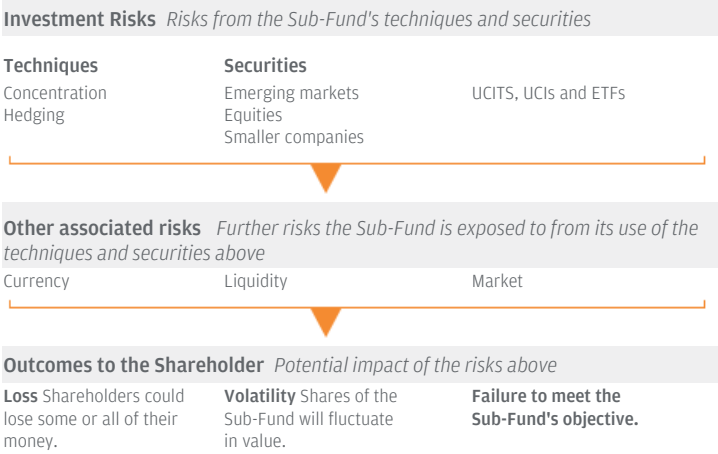 Investment Risks Risks from the Sub-Fund's techniques and securities
Techniques
Concentration
Hedging
Securities
Emerging markets
Equities
Smaller companies
UCITS, UCIs and ETFs
Other associated risks Further risks the Sub-Fund is exposed to from its use of the
techniques and securities above
Currency
Liquidity
Market
Outcomes to the Shareholder Potential impact of the risks above
Loss Shareholders could
lose some or all of their
money.
Volatility Shares of the
Sub-Fund will fluctuate
in value.
Failure to meet the
Sub-Fund's objective.